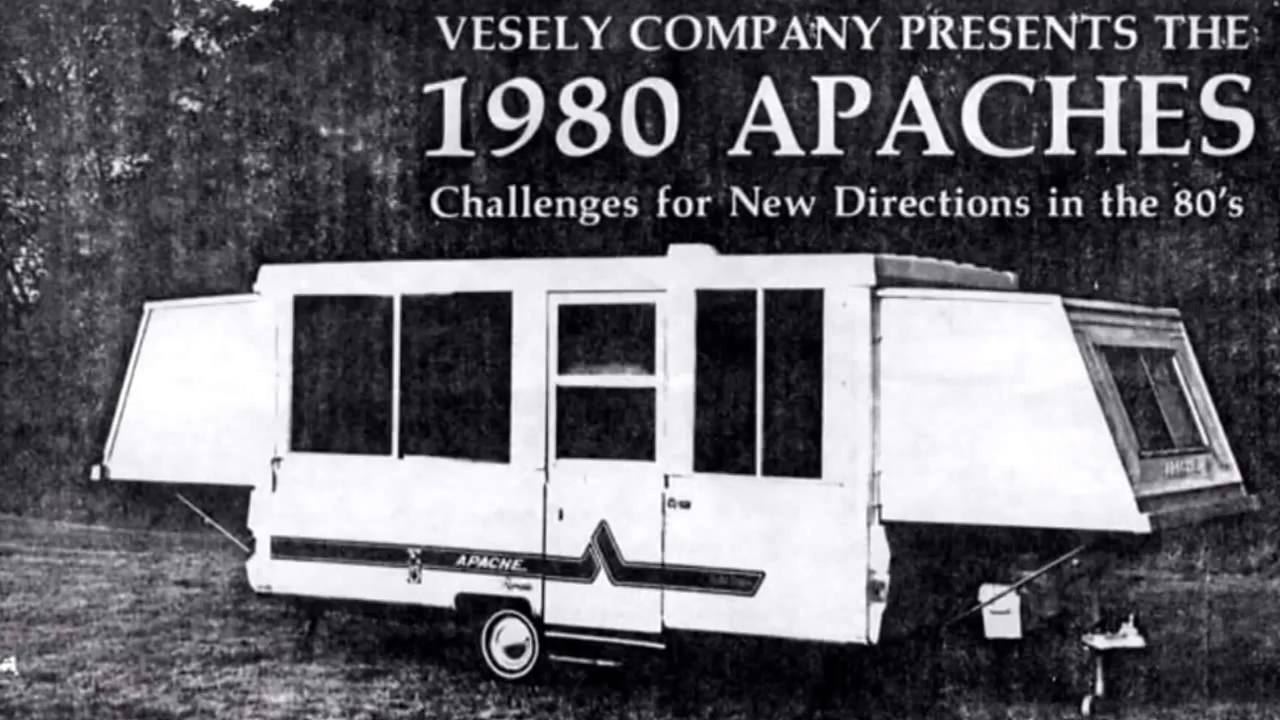 VESELY COMPANY PRESENTS THE
1980 APACHES
Challenges for New Directions in the 80's
APACHE